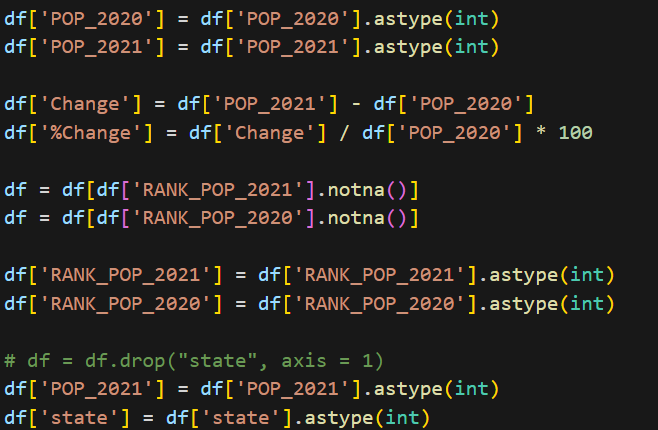 df['POP_2020'] = df['POP_2020'].astype(int)
df['POP_2021'] = df['POP_2021'].astype(int)
df['Change'] = df['POP_2021'] - df['POP_2020']
df['%Change'] = df['Change'] / df['POP_2020'] * 100
df = df[df['RANK_POP_2021'].notna()]
df = df[df['RANK_POP_2020'].notna()]
df['RANK_POP_2021'] = df['RANK_POP_2021'].astype(int)
df['RANK_POP_2020'] = df['RANK_POP_2020'].astype(int)
# df = df.drop("state", axis = 1)
df['POP_2021'] = df['POP_2021'].astype(int)
df['state'] = df['state'].astype(int)